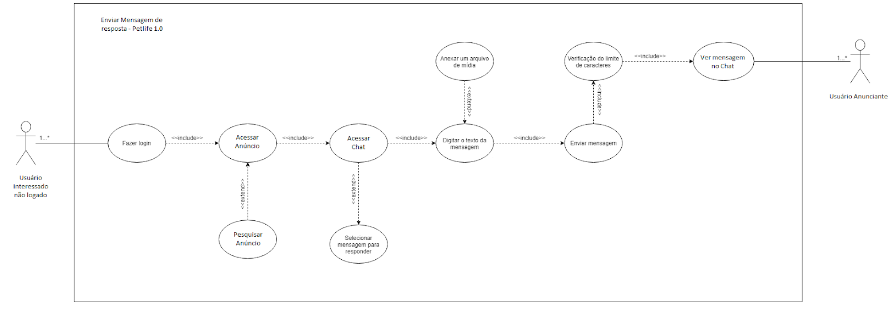 Enviar Mensagem de
resposta - Petlife 1.0
Anexar um arquivo
de mídia
Verificação do limite
de caracteres
<<include>>
Ver mensagem
no Chat
1...*
Usuário Anunciante
<<extend>>
<<include>>
1...*
Fazer login
<<include>>
Acessar
Anúncio
<<include>>
Acessar
Chat
<<include>>
Digitar o texto da
mensagem
<<include>>
Enviar mensagem
Usuário
interessado
não logado
<<extend>>
<<extend>>
Pesquisar
Anúncio
Selecionar
mensagem para
responder